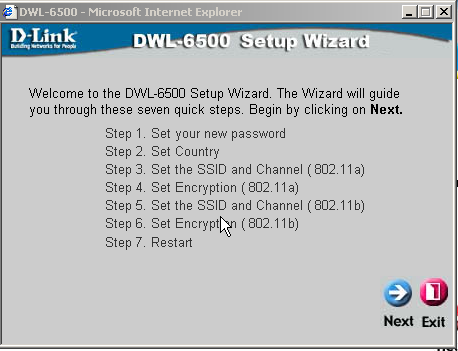 DWL-6500 - Microsoft Internet Explorer
D-Link
Building Networks for People
DWL-6500 Setup Wizard
Welcome to the DWL-6500 Setup Wizard. The Wizard will guide
you through these seven quick steps. Begin by clicking on Next.
Step 1. Set your new password
Step 2. Set Country
Step 3. Set the SSID and Channel ( 802.11a)
Step 4. Set Encryption ( 802.11a)
Step 5. Set the SSID and Channel ( 802.11b)
Step 6. Set Encryption ( 802.11b)
Step 7. Restart
Next Exit